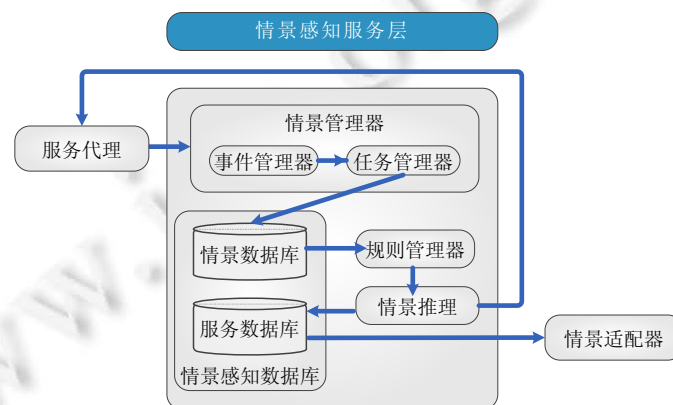 情景感知服务层
情景管理器
服务代理
事件管理器
任务管理器
情景数据库
规则管理器
情景推理
服务数据库
情景适配器
情景感知数据库